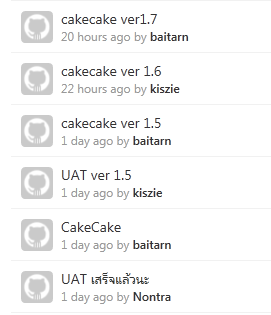 cakecake ver1.7
20 hours ago by baitarn
cakecake ver 1.6
22 hours ago by kiszie
cakecake ver 1.5
1 day ago by baitarn
UAT ver 1.5
1 day ago by kiszie
CakeCake
1 day ago by baitarn
UAT เสร็จแล้วนะ
1 day ago by Nontra